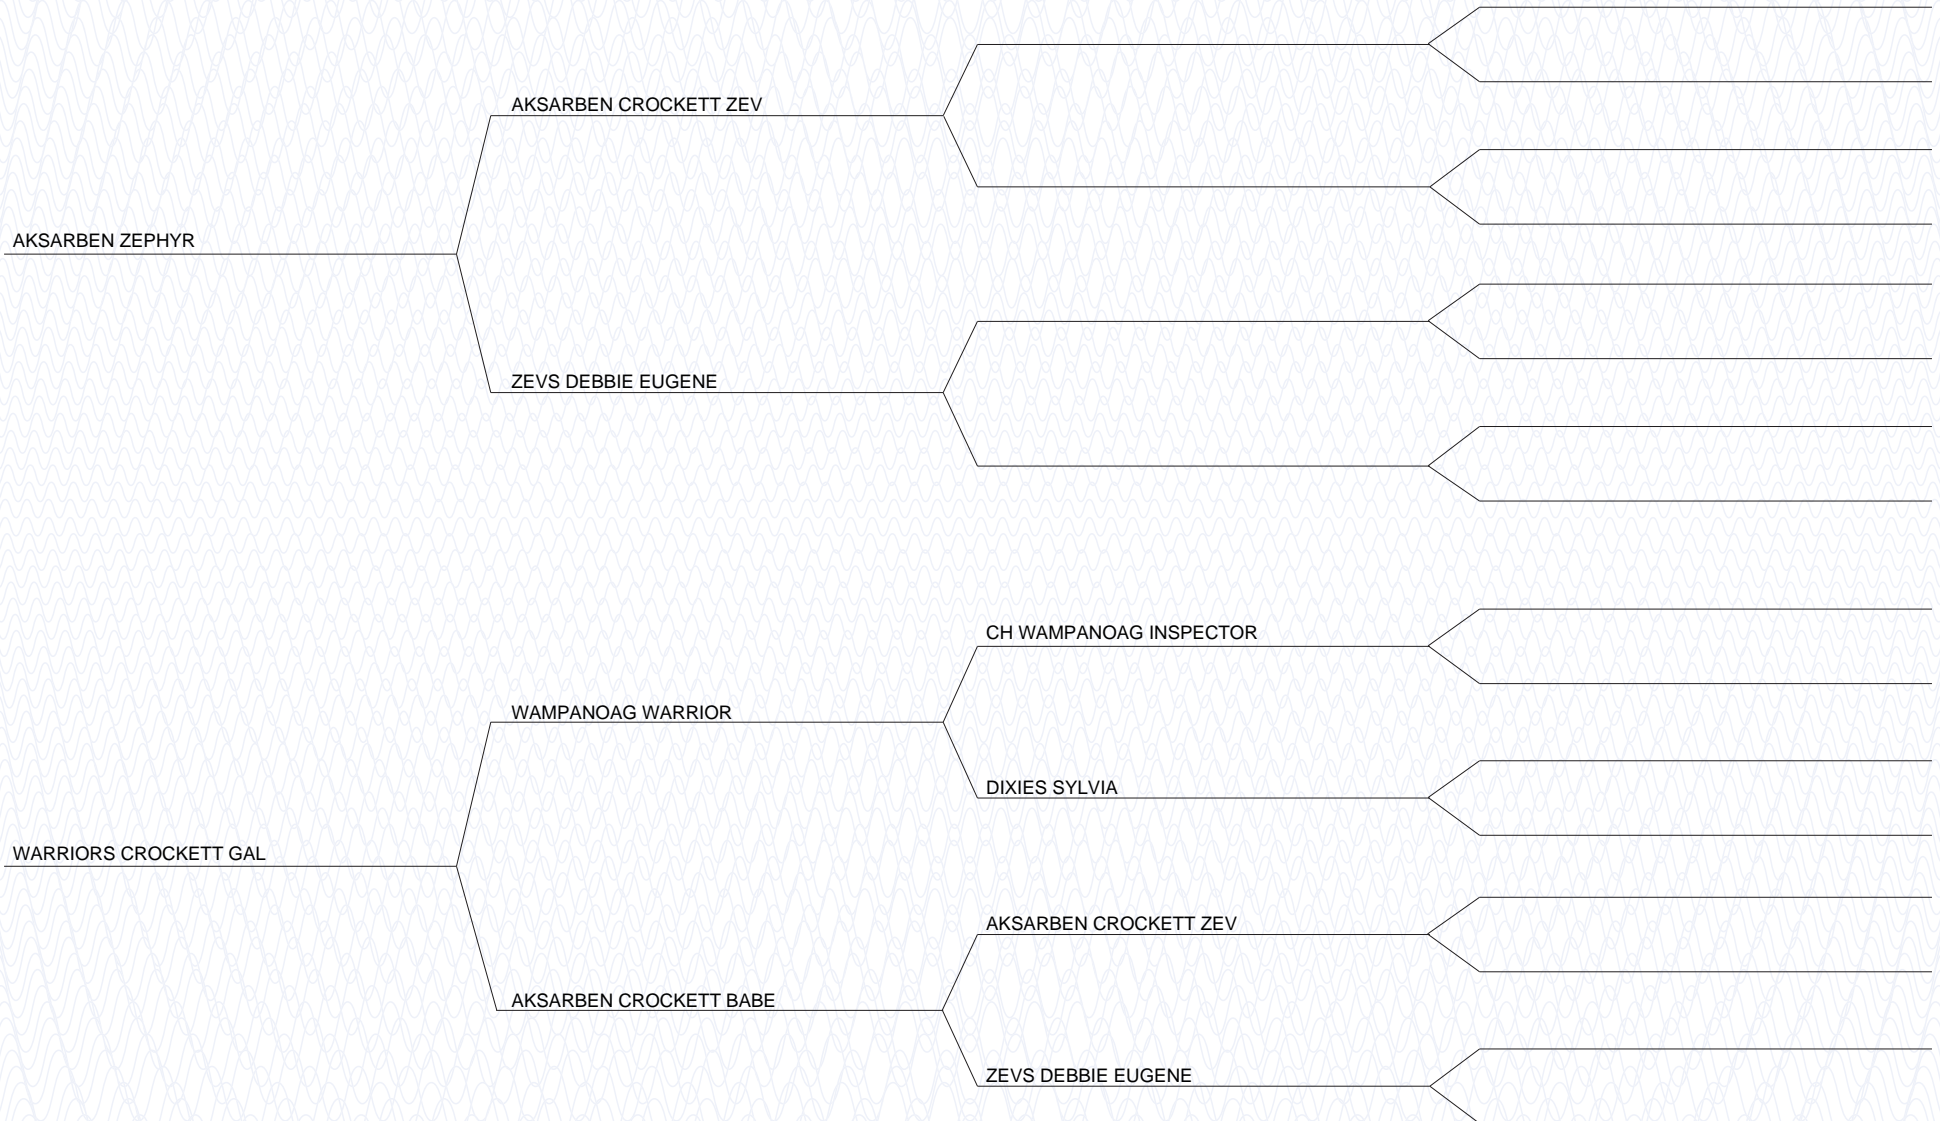 AKSARBEN CROCKETT ZEV
AKSARBEN ZEPHYR
ZEVS DEBBIE EUGENE
CH WAMPANOAG INSPECTOR
WAMPANOAG WARRIOR
DIXIES SYLVIA
WARRIORS CROCKETT GAL
AKSARBEN CROCKETT ZEV
AKSARBEN CROCKETT BABE
ZEVS DEBBIE EUGENE